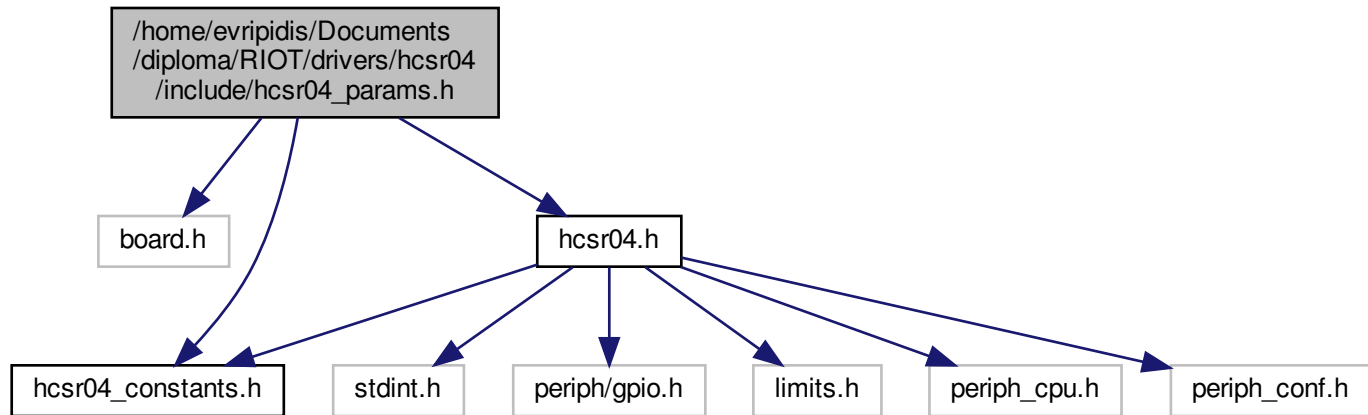 /home/evripidis/Documents
/diploma/RIOT/drivers/hcsr04
/include/hcsr04_params.h
board.h
hcsr04.h
hcsr04_constants.h
stdint.h
periph/gpio.h
limits.h
periph_cpu.h
periph_conf.h